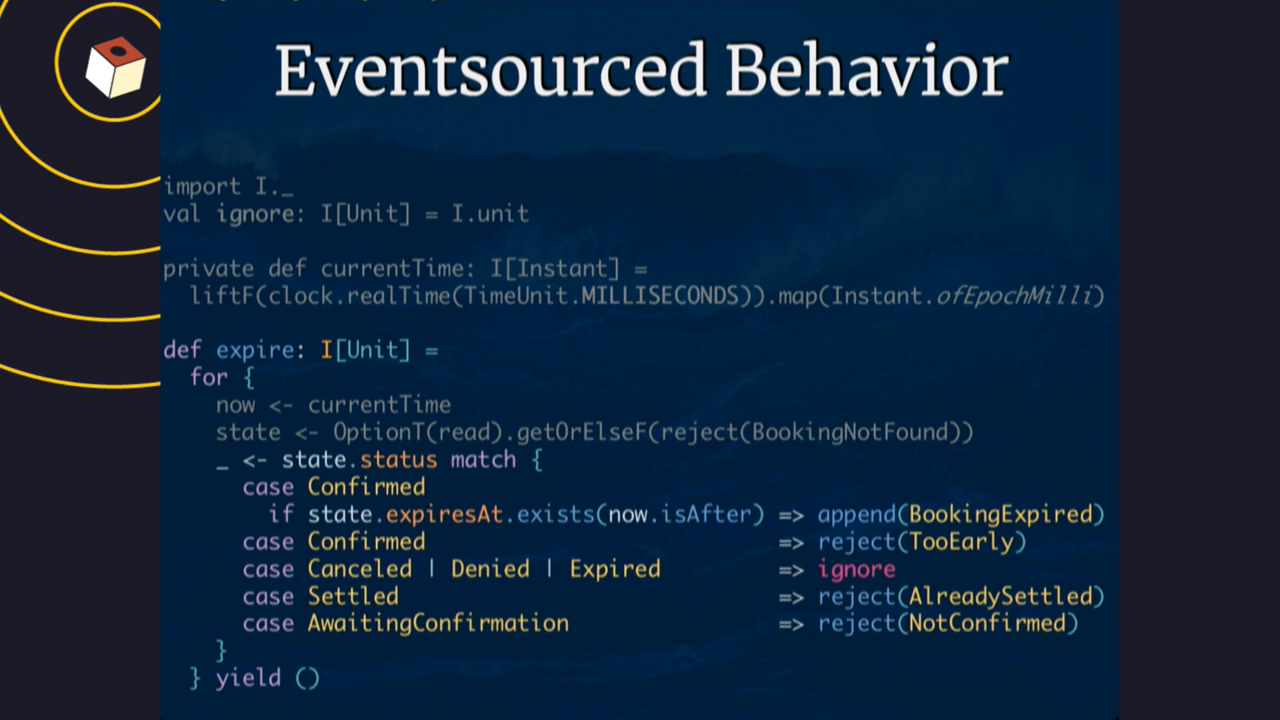 Eventsourced Behavior
import I._
val ignore: I[Unit] = I.unit
private def currentTime: I[Instant] =
liftF(clock.realTime(TimeUnit.MILLISECONDS)).map(Instant.ofEpochMilli)
def expire: I[Unit] =
for {
now <- currentTime
state <- OptionT(read).getOrElseF(reject(BookingNotFound))
_ <- state.status match {
case Confirmed
if state.expiresAt.exists(now.isAfter) => append(BookingExpired)
case Confirmed => reject(TooEarly)
case Canceled | Denied | Expired => ignore
case Settled => reject(AlreadySettled)
case AwaitingConfirmation => reject(NotConfirmed)
}
} yield ()